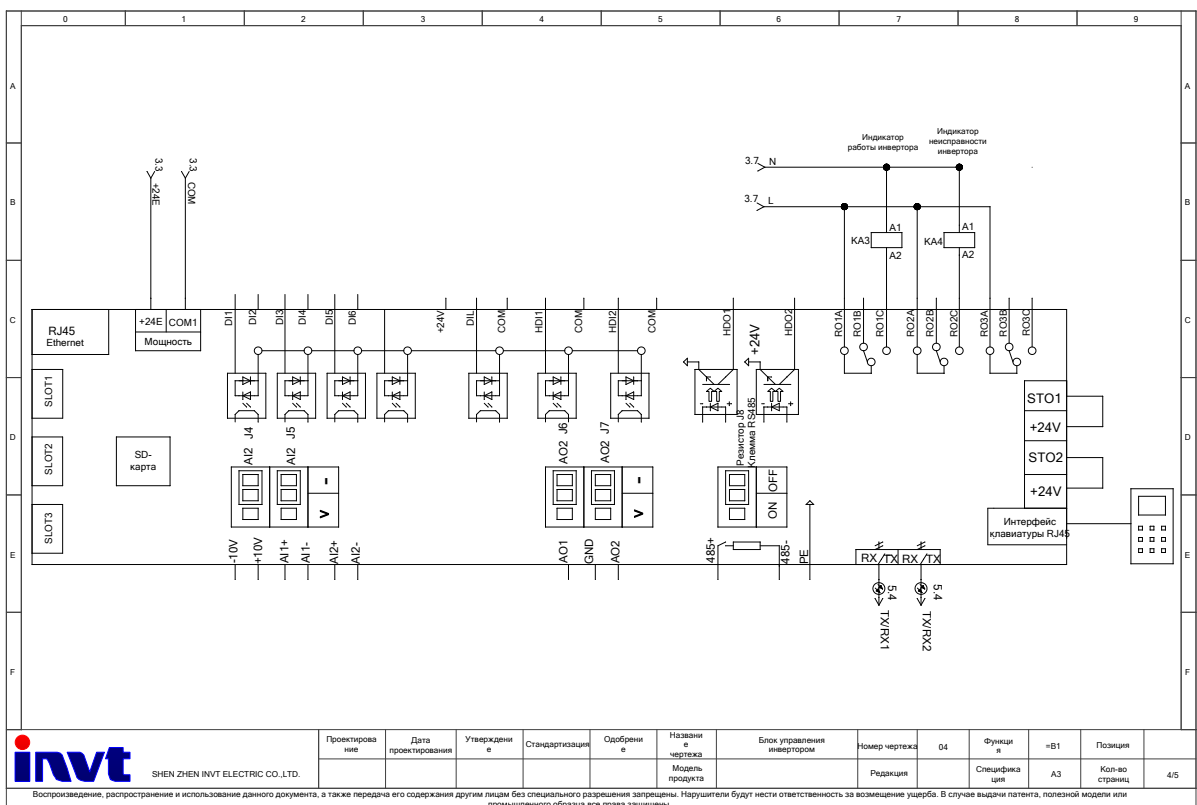 0 1 2 3 4 5 6 7 8 9
A A
Индикатор
работы инвертора
Индикатор
неисправности
инвертора
3.3 3.3
3.7 N
B +24E COM B
3.7 L
A1 A1
KA3 KA4
A2 A2
C C
RJ45
Ethernet
+24E COM1
Мощность
DI1 DI2 DI3 DI4 DI5 DI6 +24V DIL COM HDI1 COM HDI2 COM HDO1 +24V HDO2 RO1A RO1B RO1C RO2A RO2B RO2C RO3A RO3B RO3C
SLOT1
SLOT2
SLOT3
D D
SD-
карта
AI2 J4
AI2 J5
I
V
AO2 J6
AO2 J7
I
V
Резистор J8
Клемма RS485
ON OFF
STO1
+24V
STO2
+24V
Интерфейс
клавиатуры RJ45
E E
-10V +10V AI1+ AI1- AI2+ AI2- AO1 GND AO2 485+ 485- PE
RX TX RX TX
5.4 5.4
TX/RX1 TX/RX2
F F
invt
SHEN ZHEN INVT ELECTRIC CO.,LTD.
Проектирова
ние
Дата
проектирования
Утверждени
е
Стандартизация
Одобрени
е
Названи
е
чертежа
Блок управления
инвертором
Номер чертежа
04
Функци
я
=B1
Позиция
Модель
продукта
Редакция
Специфика
ция
A3
Кол-во
страниц
4/5
Воспроизведение, распространение и использование данного документа, а также передача его содержания другим лицам без специального разрешения запрещены. Нарушители будут нести ответственность за возмещение ущерба. В случае выдачи патента, полезной модели или
промышленного образца все права защищены.